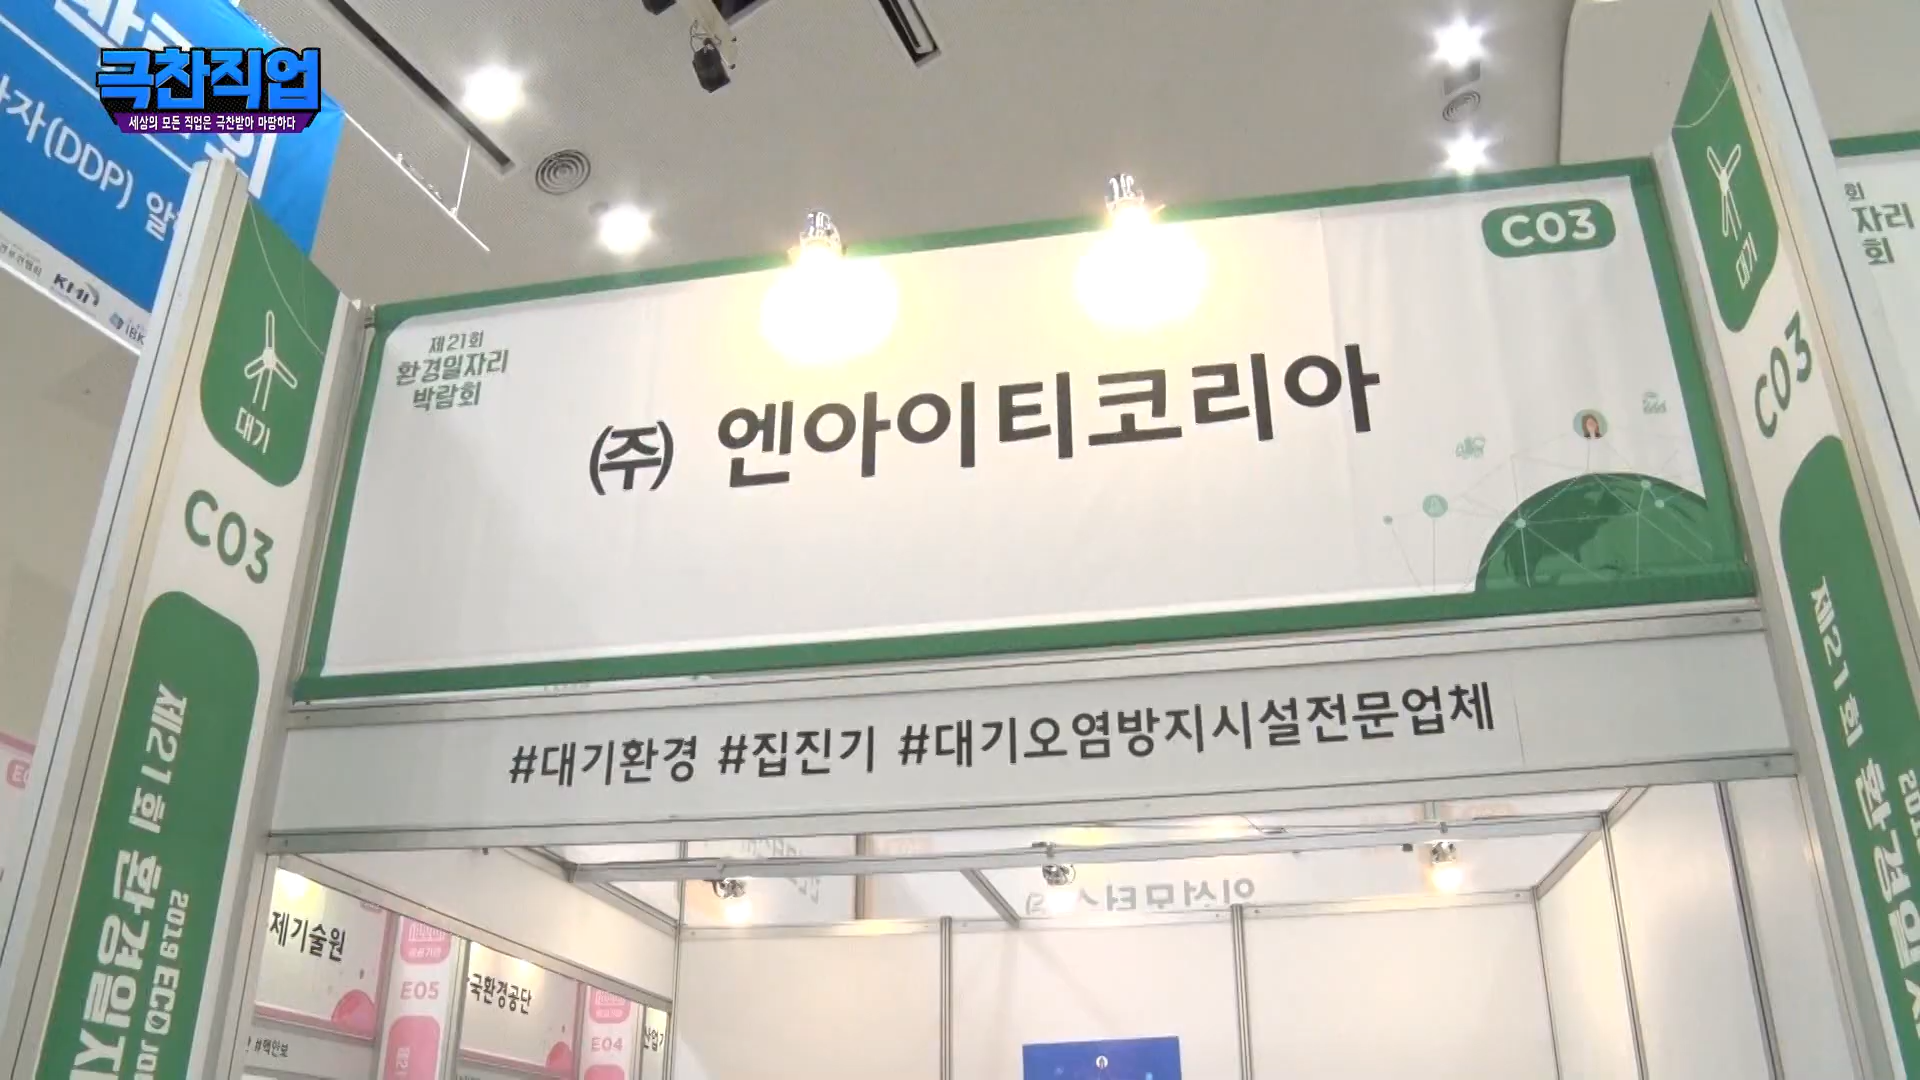 극찬직업
세상의 모든 직업은 극찬받아 마땅하다
자(DDP)
KMI
대기
C03
제21회 환경일자
2019 ECO JO
제21회
환경일자리
박람회
㈜ 엔아이티코리아
C03
#대기환경 #집진기 #대기오염방지시설전문업체
대기
C03
제21회 환경일자
자리
회
제기술원
E05
국환경공단
E04